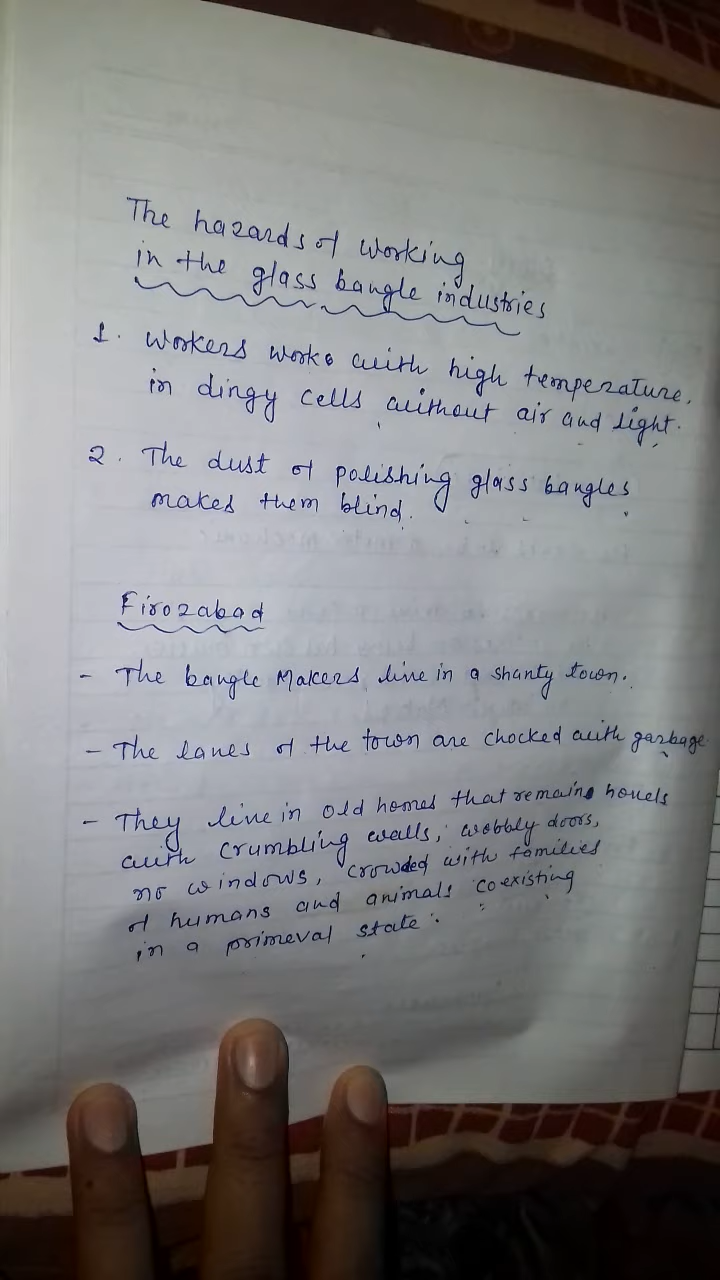 The hazards of working
in the glass bangle industries
1. Workers work with high temperature,
in dingy cells without air and light.
2. The dust of polishing glass bangles
makes them blind.
Firozabad
- The bangle Makers live in a shanty town.
- The lanes of the town are chocked with garbage.
- They live in old homes that remains hovels
with crumbling walls, wobbly doors,
no windows, crowded with families
of humans and animals coexisting
in a primeval state.